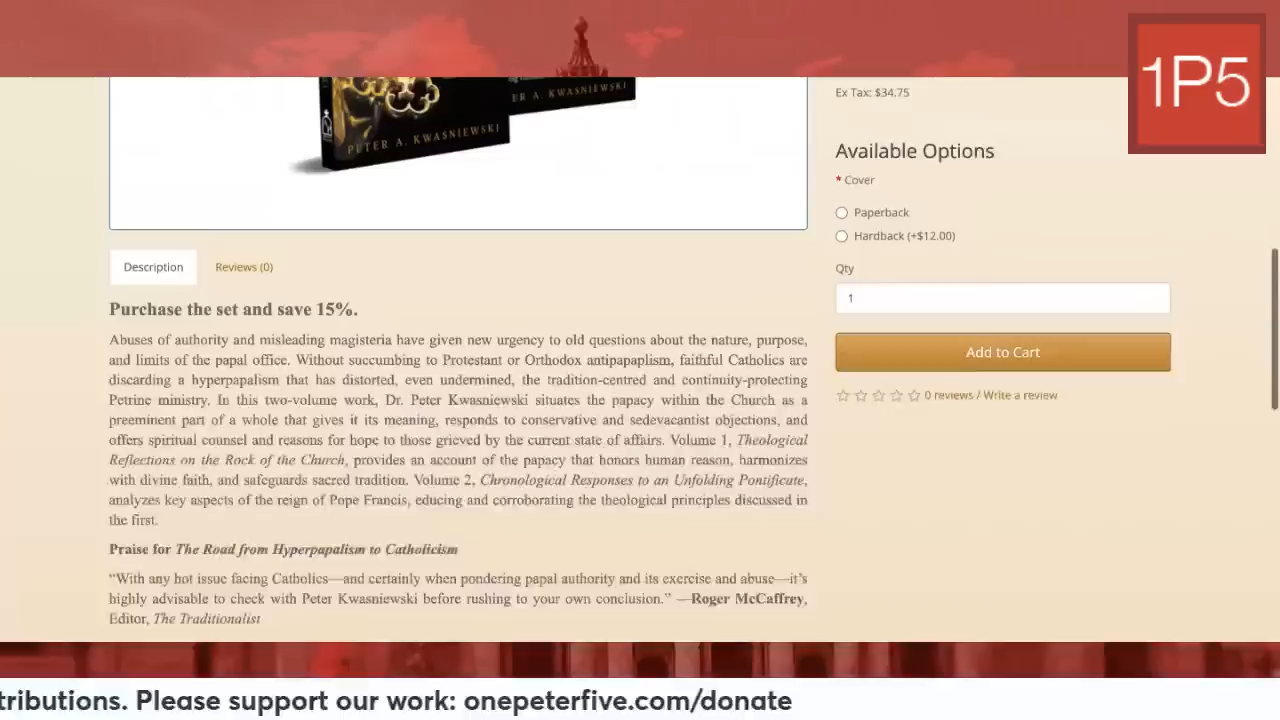 1P5
ER A. KWASNIEWSKI
PETER A. KWASNIEWSKI
Ex Tax: $34.75
Available Options
* Cover
Paperback
Hardback (+$12.00)
Qty
1
Add to Cart
0 reviews / Write a review
Description
Reviews (0)
Purchase the set and save 15%.
Abuses of authority and misleading magisteria have given new urgency to old questions about the nature, purpose,
and limits of the papal office. Without succumbing to Protestant or Orthodox antipapaplism, faithful Catholics are
discarding a hyperpapalism that has distorted, even undermined, the tradition-centred and continuity-protecting
Petrine ministry. In this two-volume work, Dr. Peter Kwasniewski situates the papacy within the Church as a
preeminent part of a whole that gives it its meaning, responds to conservative and sedevacantist objections, and
offers spiritual counsel and reasons for hope to those grieved by the current state of affairs. Volume 1, Theological
Reflections on the Rock of the Church, provides an account of the papacy that honors human reason, harmonizes
with divine faith, and safeguards sacred tradition. Volume 2, Chronological Responses to an Unfolding Pontificate,
analyzes key aspects of the reign of Pope Francis, educing and corroborating the theological principles discussed in
the first.
Praise for The Road from Hyperpapalism to Catholicism
“With any hot issue facing Catholics—and certainly when pondering papal authority and its exercise and abuse—it’s
highly advisable to check with Peter Kwasniewski before rushing to your own conclusion.” —Roger McCaffrey,
Editor, The Traditionalist
tributions. Please support our work: onepeterfive.com/donate